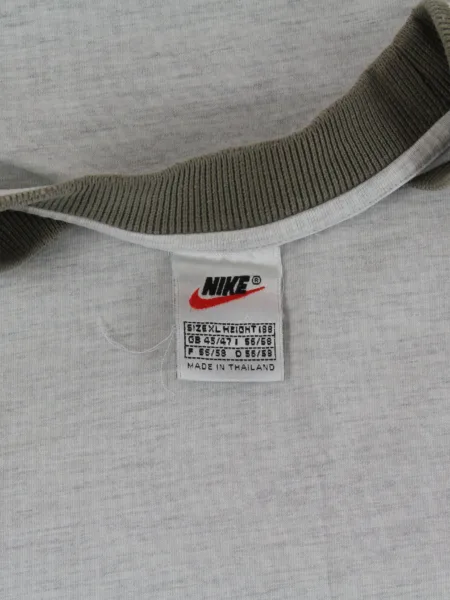 NIKE®
SIZE XL HEIGHT 188
GB 45/47 I 56/58
F 56/58 D 56/58
MADE IN THAILAND